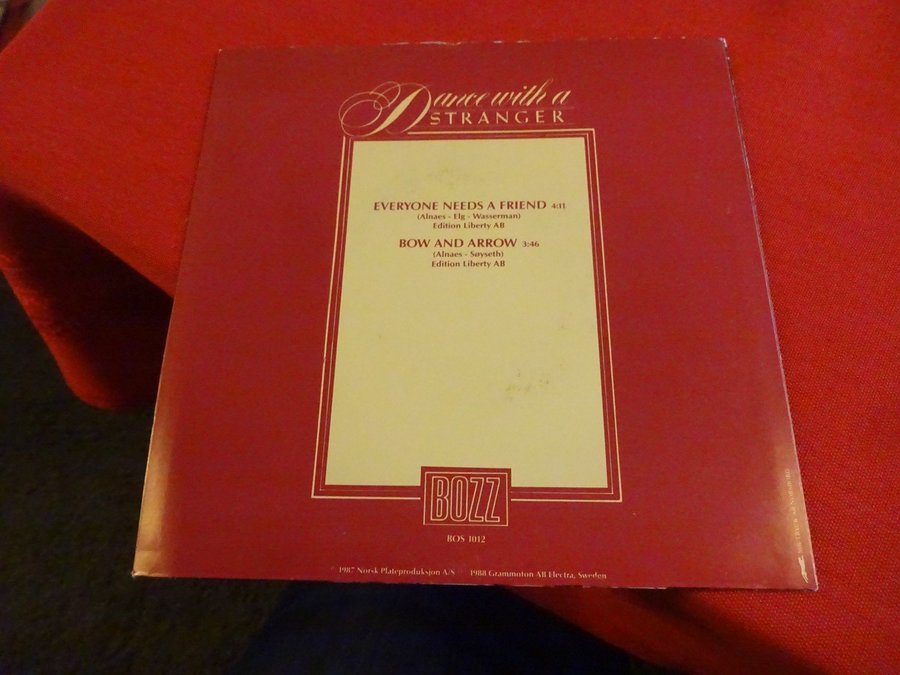 Dance with a
STRANGER
EVERYONE NEEDS A FRIEND 4:11
(Alnaes - Elg - Wasserman)
Edition Liberty AB
BOW AND ARROW 3:46
(Alnaes - Søyseth)
Edition Liberty AB
BOZZ
BOS 1012
℗ 1987 Norsk Plateproduksjon A/S © 1988 Grammofon AB Electra, Sweden